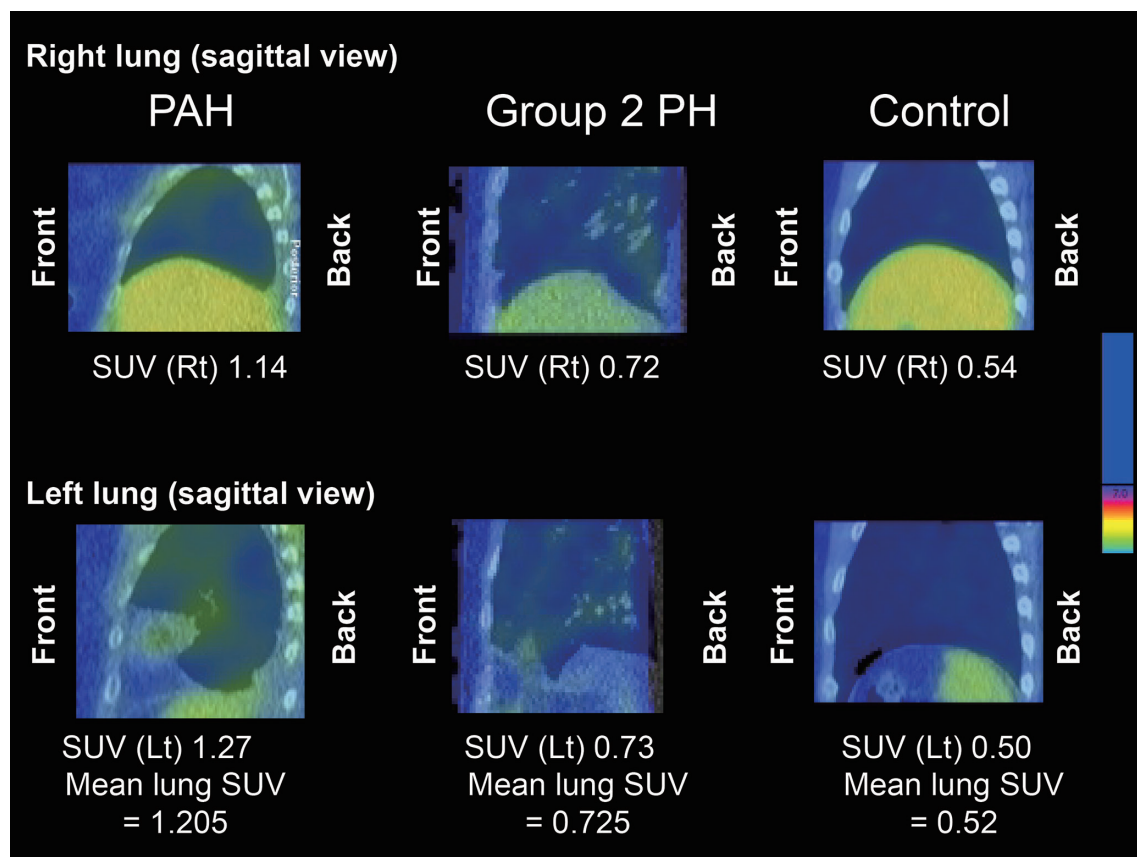 Right lung (sagittal view)
PAH
Group 2 PH
Control
Front
Back
Front
Back
Front
Back
Posterior
SUV (Rt) 1.14
SUV (Rt) 0.72
SUV (Rt) 0.54
7.0
Left lung (sagittal view)
Front
Back
Front
Back
Front
Back
SUV (Lt) 1.27
Mean lung SUV
= 1.205
SUV (Lt) 0.73
Mean lung SUV
= 0.725
SUV (Lt) 0.50
Mean lung SUV
= 0.52